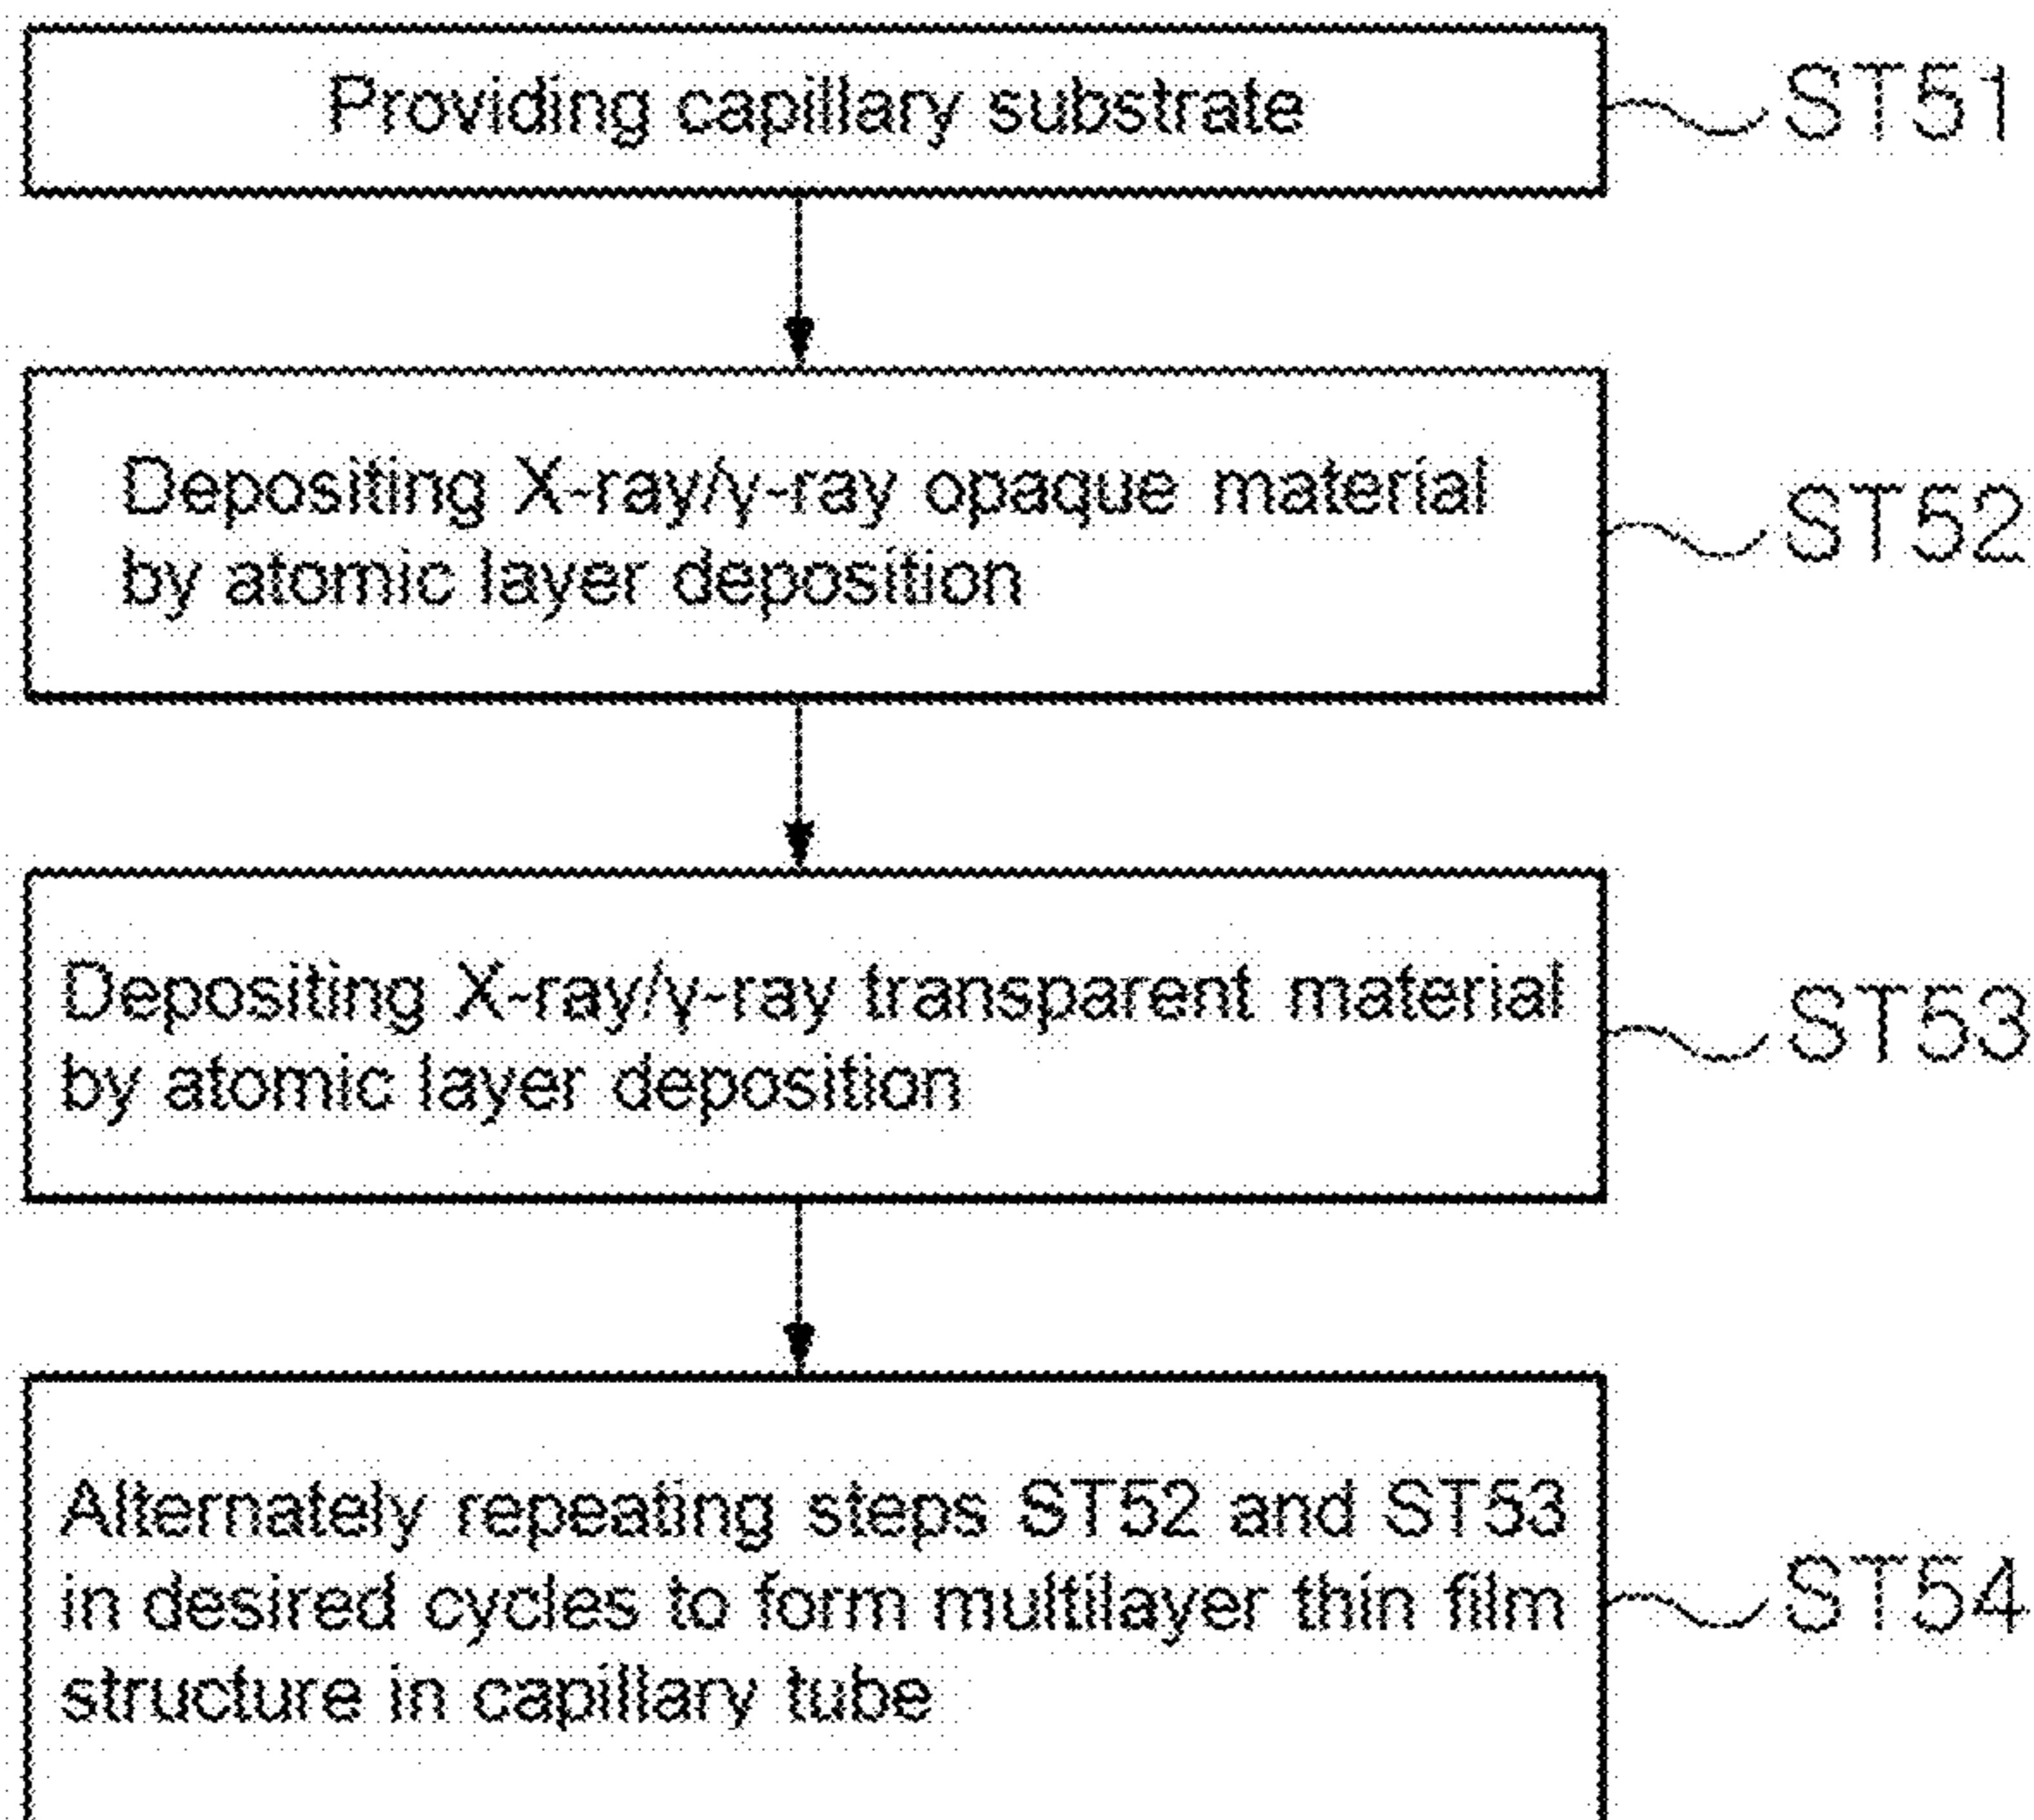 Providing capillary substrate
ST51
Depositing X-ray/γ-ray opaque material
by atomic layer deposition
ST52
Depositing X-ray/γ-ray transparent material
by atomic layer deposition
ST53
Alternately repeating steps ST52 and ST53
in desired cycles to form multilayer thin film
structure in capillary tube
ST54